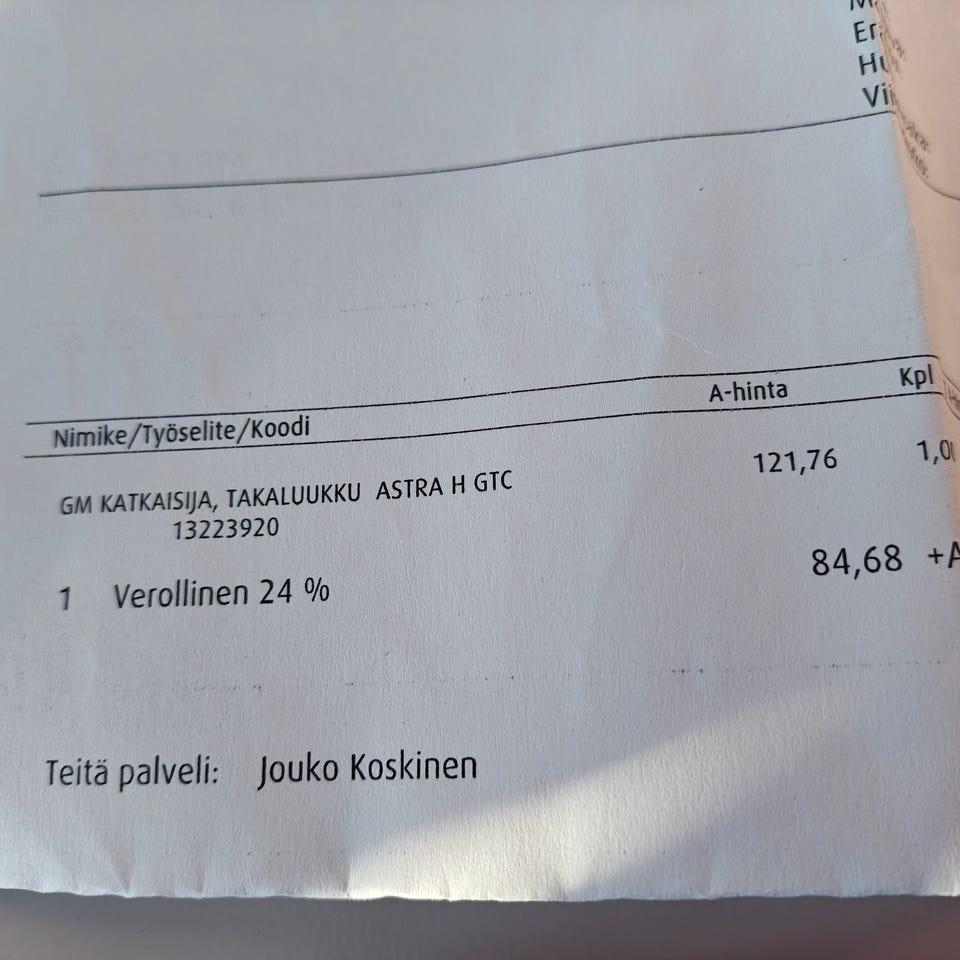 Nimike/Työselite/Koodi A-hinta Kpl
GM KATKAISIJA, TAKALUUKKU ASTRA H GTC 121,76
13223920
1 Verollinen 24 % 84,68
Teitä palveli: Jouko Koskinen